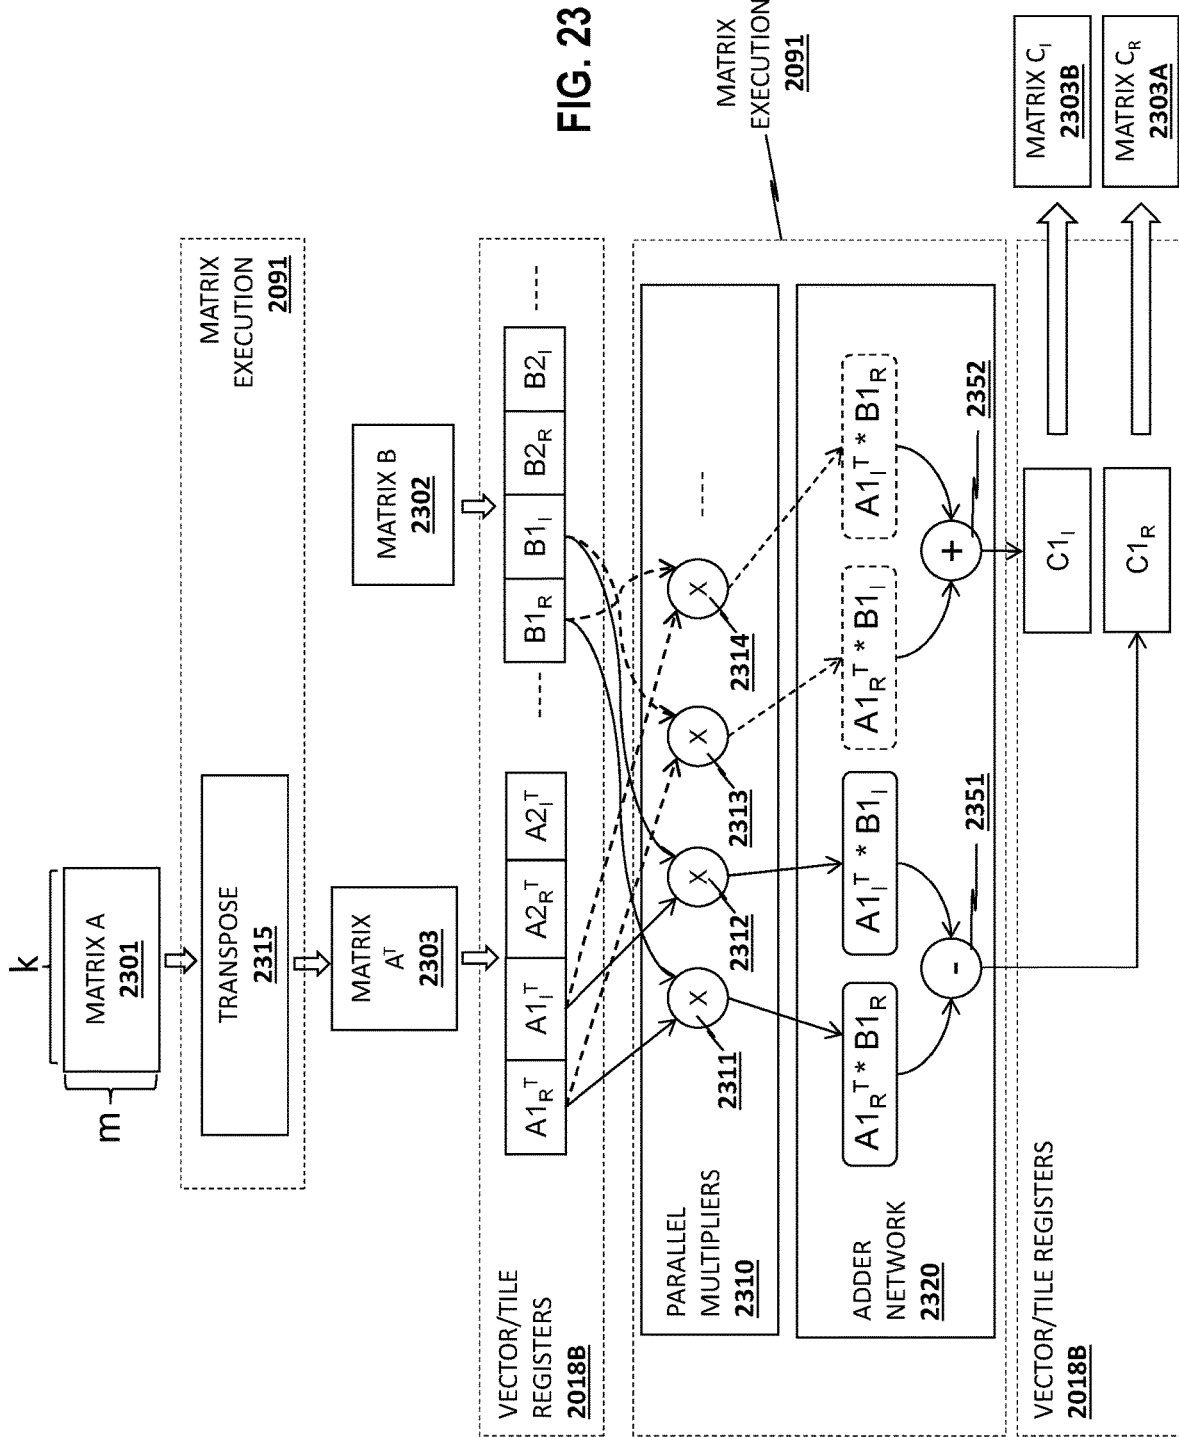 FIG. 23
k
m
MATRIX A
2301
MATRIX
EXECUTION
2091
TRANSPOSE
2315
MATRIX
Aᵀ
2303
MATRIX B
2302
VECTOR/TILE
REGISTERS
2018B
A1_R^T A1_I^T A2_R^T A2_I^T
B1_R B1_I B2_R B2_I
MATRIX
EXECUTION
2091
PARALLEL
MULTIPLIERS
2310
X X X X
2311 2312 2313 2314
ADDER
NETWORK
2320
A1_R^T * B1_R A1_I^T * B1_I A1_R^T * B1_I A1_I^T * B1_R
- +
2351 2352
VECTOR/TILE REGISTERS
2018B
C1_I
C1_R
MATRIX C_I
2303B
MATRIX C_R
2303A